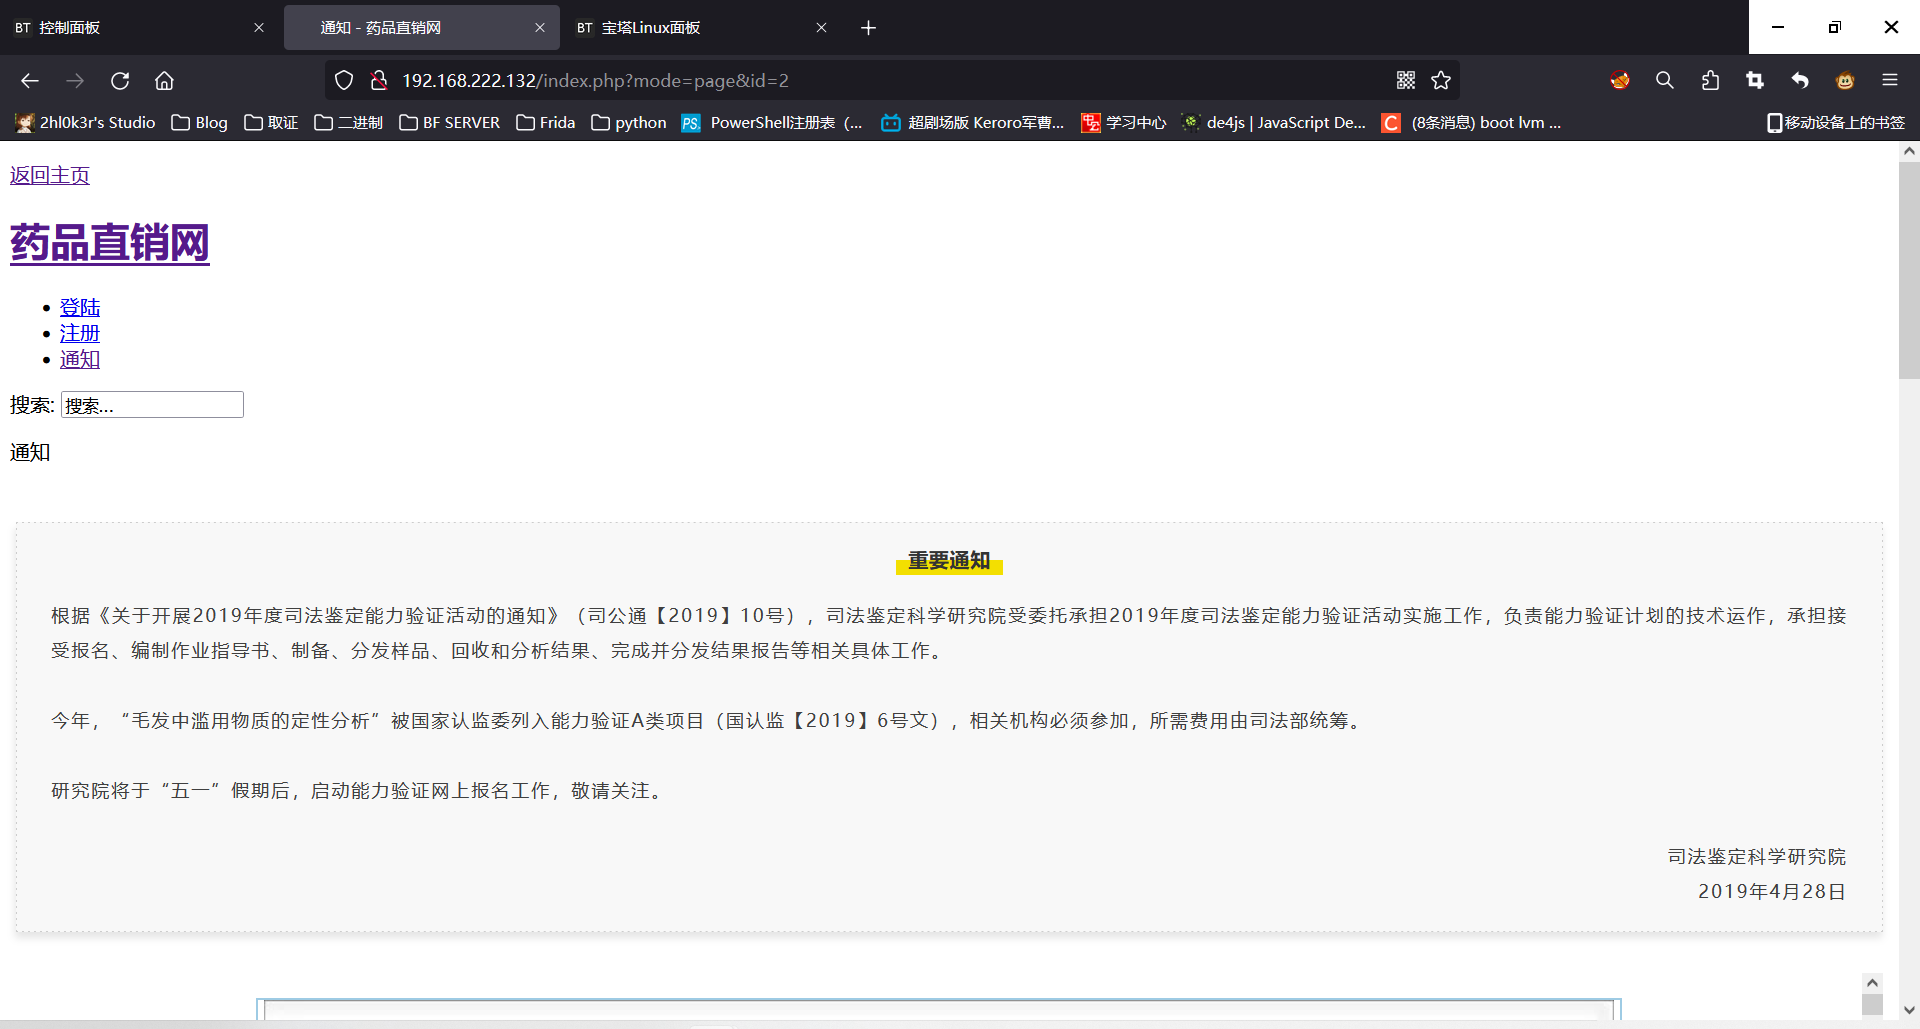 BT 控制面板
通知 - 药品直销网
BT 宝塔Linux面板
192.168.222.132/index.php?mode=page&id=2
2hl0k3r's Studio
Blog
取证
二进制
BF SERVER
Frida
python
PS. PowerShell注册表（...
超剧场版 Keroro军曹...
学习中心
de4js | JavaScript De...
C (8条消息) boot lvm ...
移动设备上的书签
返回主页
药品直销网
登陆
注册
通知
搜索: 搜索...
通知
重要通知
根据《关于开展2019年度司法鉴定能力验证活动的通知》（司公通【2019】10号），司法鉴定科学研究院受委托承担2019年度司法鉴定能力验证活动实施工作，负责能力验证计划的技术运作，承担接
受报名、编制作业指导书、制备、分发样品、回收和分析结果、完成并分发结果报告等相关具体工作。
今年，“毛发中滥用物质的定性分析”被国家认监委列入能力验证A类项目（国认监【2019】6号文），相关机构必须参加，所需费用由司法部统筹。
研究院将于“五一”假期后，启动能力验证网上报名工作，敬请关注。
司法鉴定科学研究院
2019年4月28日